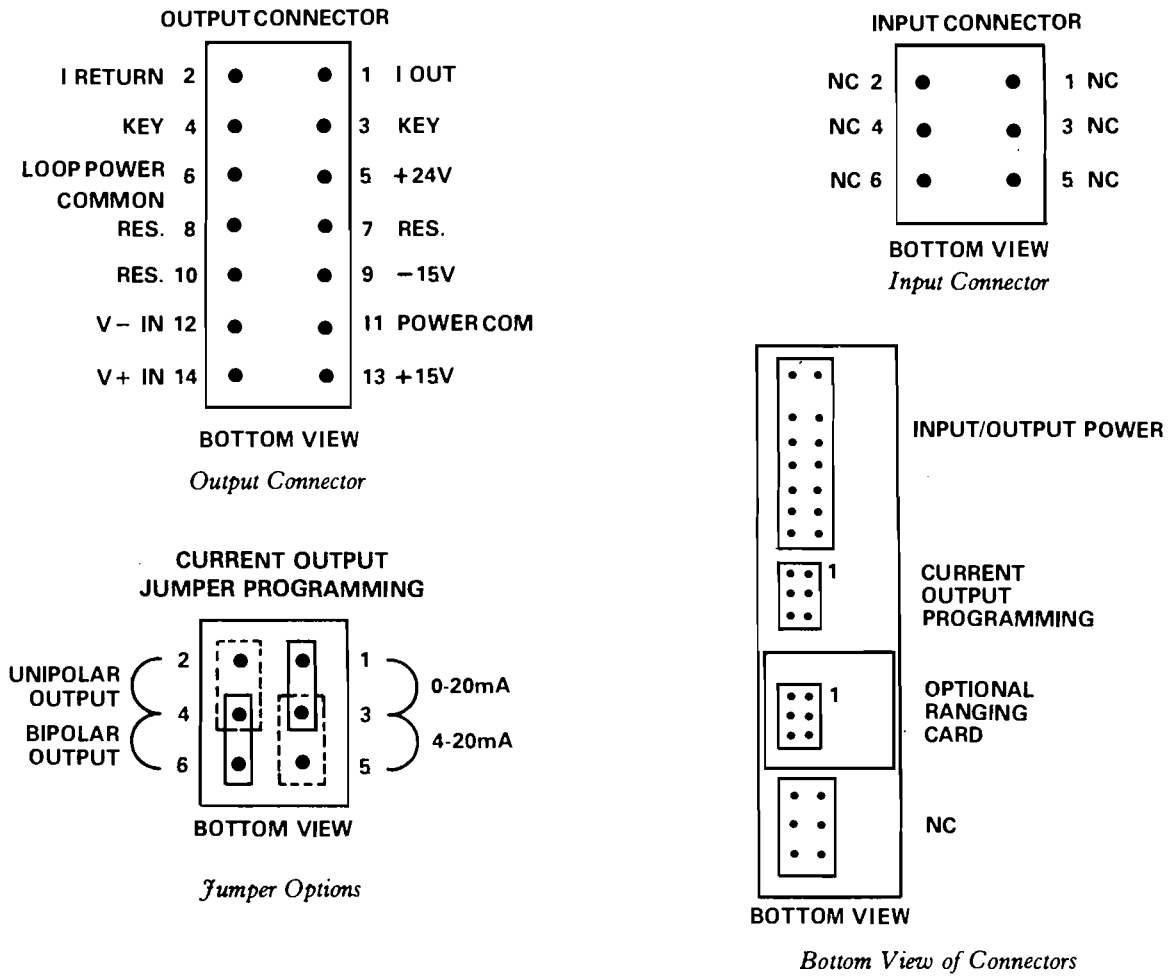 OUTPUT CONNECTOR
I RETURN 2 1 I OUT
KEY 4 3 KEY
LOOP POWER COMMON 6 5 +24V
RES. 8 7 RES.
RES. 10 9 −15V
V− IN 12 11 POWER COM
V+ IN 14 13 +15V
BOTTOM VIEW
Output Connector
INPUT CONNECTOR
NC 2 1 NC
NC 4 3 NC
NC 6 5 NC
BOTTOM VIEW
Input Connector
CURRENT OUTPUT
JUMPER PROGRAMMING
UNIPOLAR
OUTPUT
BIPOLAR
OUTPUT
2 1
4 3
6 5
0-20mA
4-20mA
BOTTOM VIEW
Jumper Options
INPUT/OUTPUT POWER
1
CURRENT
OUTPUT
PROGRAMMING
1
OPTIONAL
RANGING
CARD
NC
BOTTOM VIEW
Bottom View of Connectors